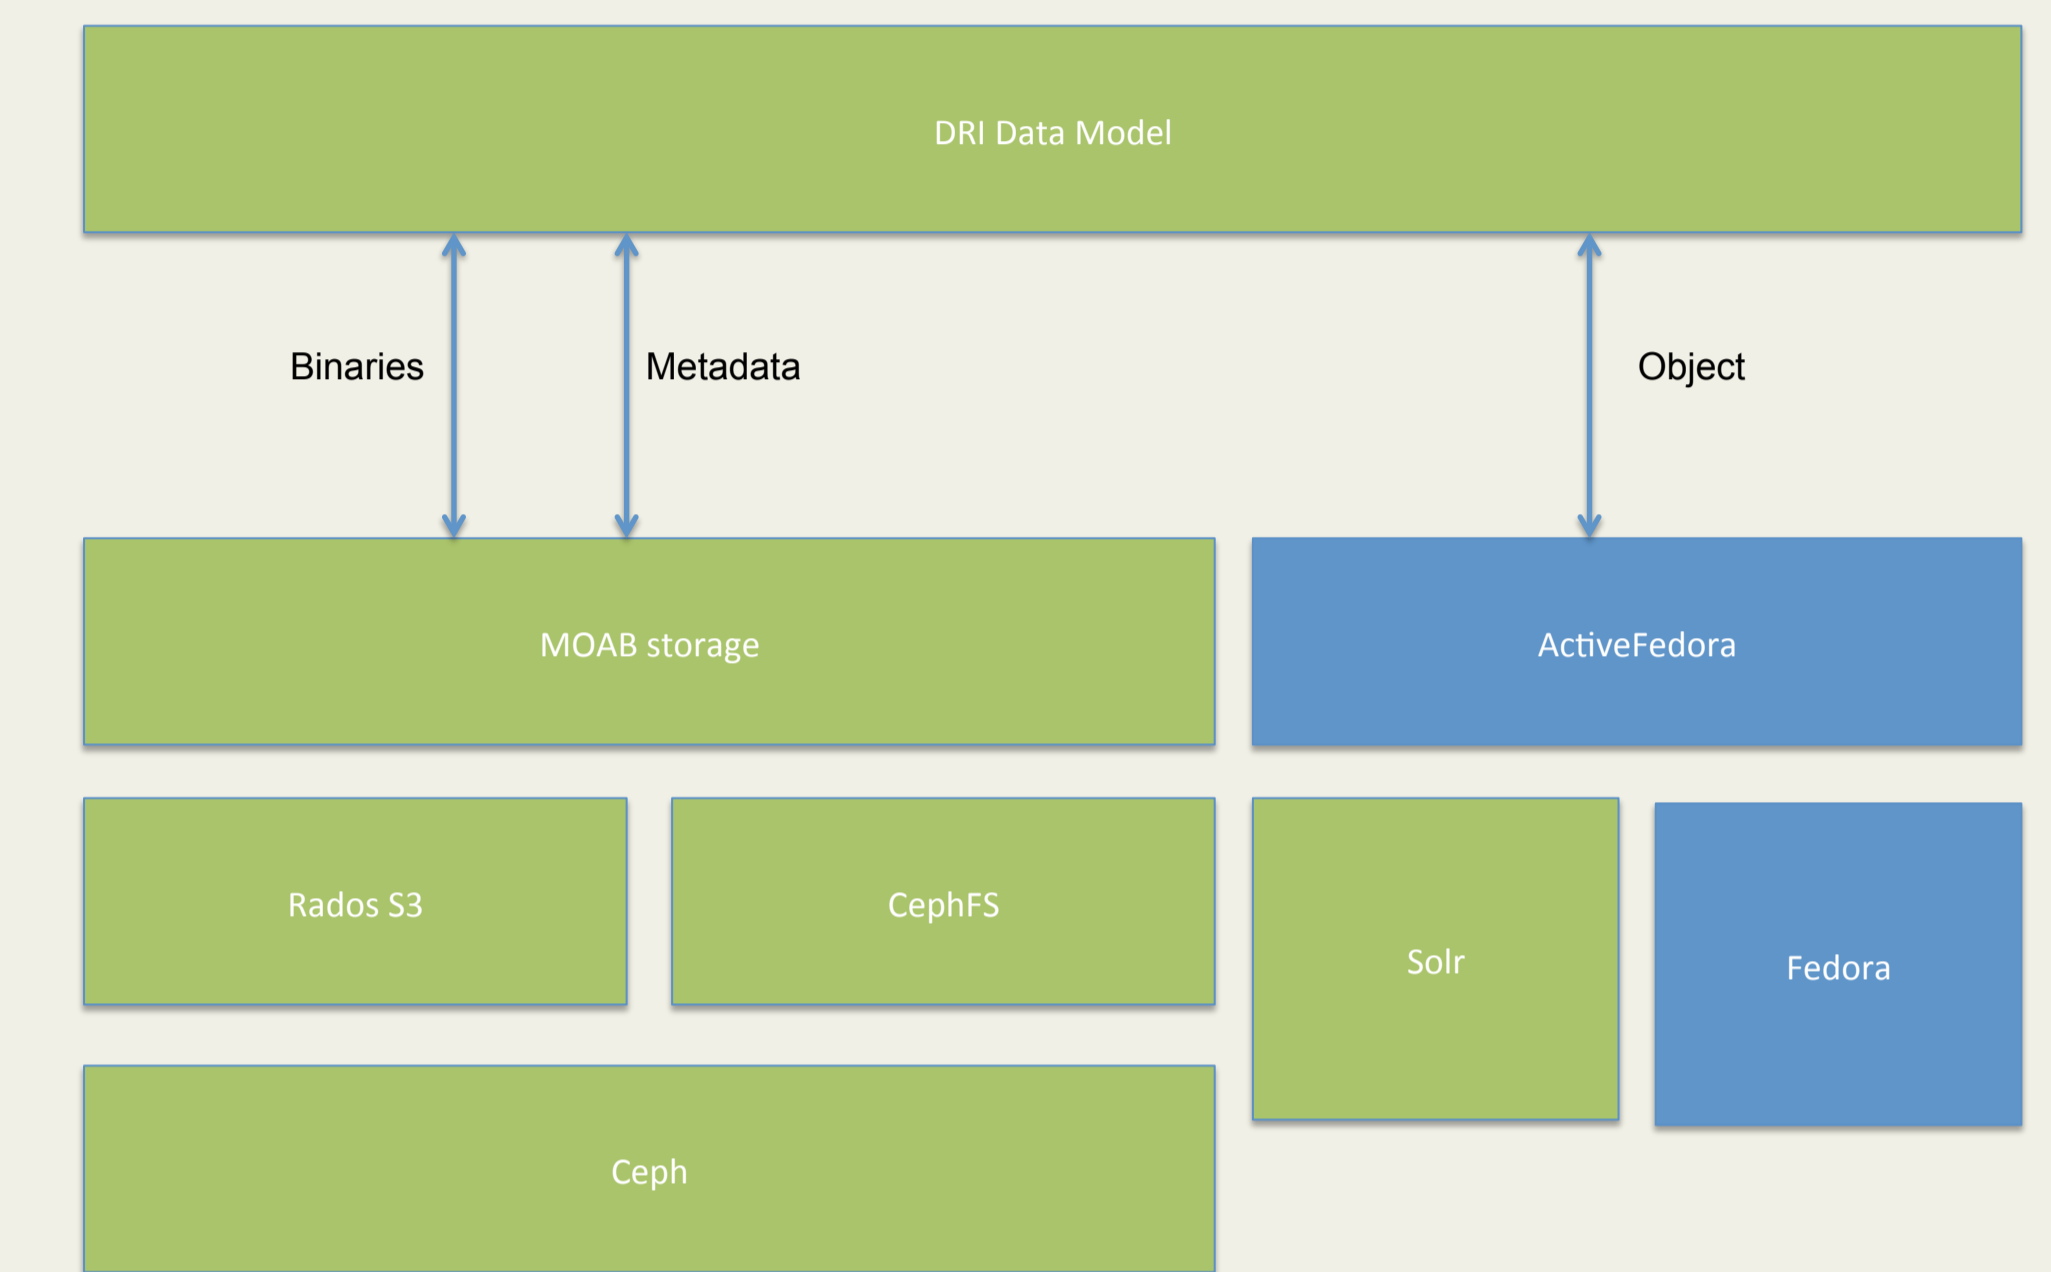 DRI Data Model
Binaries
Metadata
Object
MOAB storage
ActiveFedora
Rados S3
CephFS
Solr
Fedora
Ceph